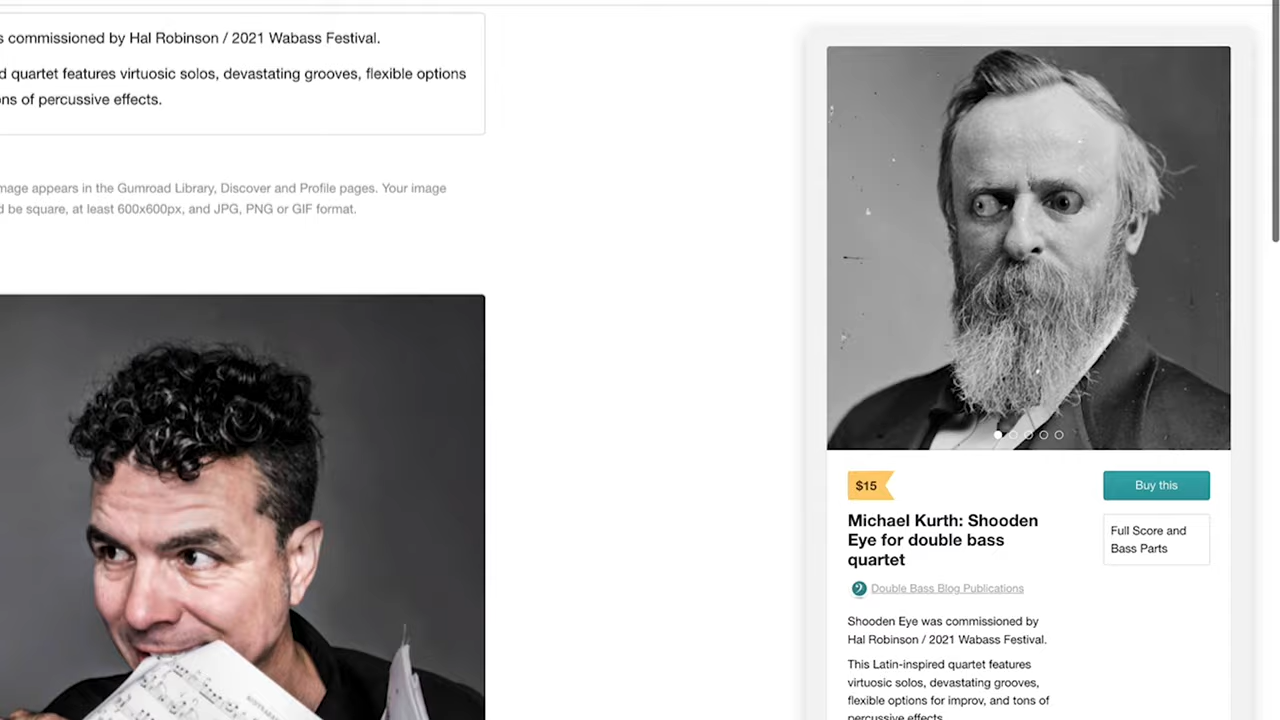 s commissioned by Hal Robinson / 2021 Wabass Festival.
d quartet features virtuosic solos, devastating grooves, flexible options
ons of percussive effects.
mage appears in the Gumroad Library, Discover and Profile pages. Your image
d be square, at least 600x600px, and JPG, PNG or GIF format.
$15
Buy this
Michael Kurth: Shooden
Eye for double bass
quartet
Full Score and
Bass Parts
Double Bass Blog Publications
Shooden Eye was commissioned by
Hal Robinson / 2021 Wabass Festival.
This Latin-inspired quartet features
virtuosic solos, devastating grooves,
flexible options for improv, and tons of
percussive effects.